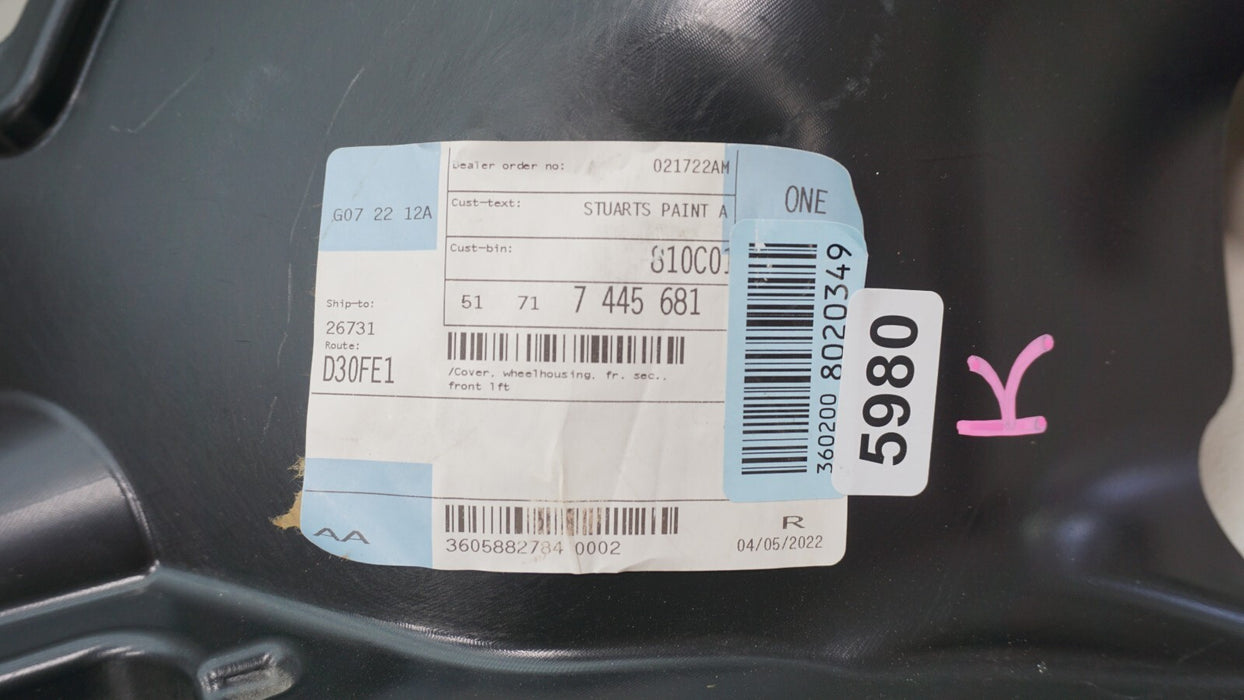 Dealer order no: 021722AM
G07 22 12A
Cust-text: STUARTS PAINT A
ONE
Cust-bin: 810C01
51 71 7 445 681
Ship-to:
26731
Route:
D30FE1
/Cover, wheelhousing, fr. sec.,
front lft
360200 8020349
5980
K
AA
3605882784 0002
R
04/05/2022